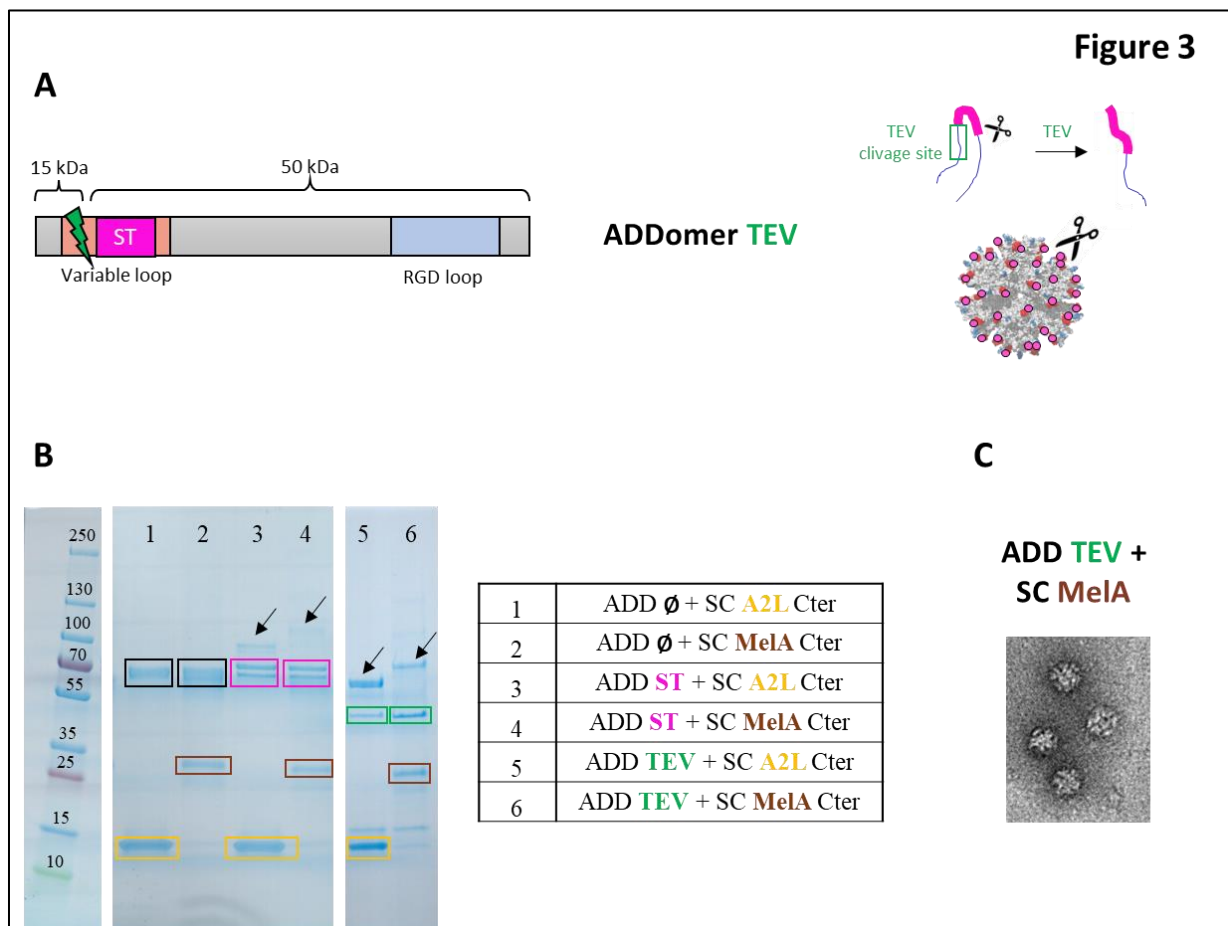 Figure 3
A
TEV
clivage site
TEV
15 kDa
50 kDa
ST
Variable loop
RGD loop
ADDomer TEV
B
C
250
130
100
70
55
35
25
15
10
1 2 3 4 5 6
1 ADD Ø + SC A2L Cter
2 ADD Ø + SC MelA Cter
3 ADD ST + SC A2L Cter
4 ADD ST + SC MelA Cter
5 ADD TEV + SC A2L Cter
6 ADD TEV + SC MelA Cter
ADD TEV +
SC MelA